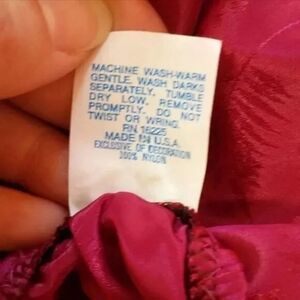 MACHINE WASH-WARM
GENTLE. WASH DARKS
SEPARATELY. TUMBLE
DRY LOW. REMOVE
PROMPTLY. DO NOT
TWIST OR WRING.
RN 16225
MADE IN U.S.A.
EXCLUSIVE OF DECORATION
100% NYLON